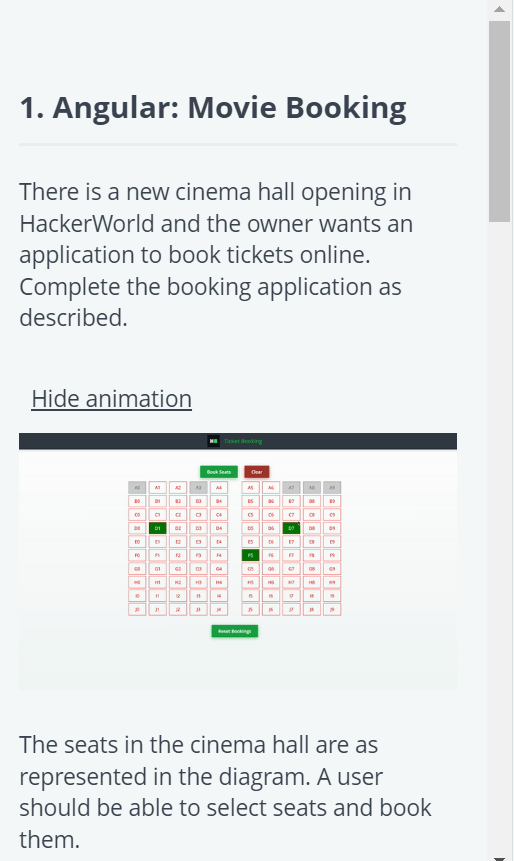 1. Angular: Movie Booking
There is a new cinema hall opening in
HackerWorld and the owner wants an
application to book tickets online.
Complete the booking application as
described.
Hide animation
Ticket Booking
Book Seats Clear
A0 A1 A2 A3 A4 A5 A6 A7 A8 A9
B0 B1 B2 B3 B4 B5 B6 B7 B8 B9
C0 C1 C2 C3 C4 C5 C6 C7 C8 C9
D0 D1 D2 D3 D4 D5 D6 D7 D8 D9
E0 E1 E2 E3 E4 E5 E6 E7 E8 E9
F0 F1 F2 F3 F4 F5 F6 F7 F8 F9
G0 G1 G2 G3 G4 G5 G6 G7 G8 G9
H0 H1 H2 H3 H4 H5 H6 H7 H8 H9
I0 I1 I2 I3 I4 I5 I6 I7 I8 I9
J0 J1 J2 J3 J4 J5 J6 J7 J8 J9
Reset Bookings
The seats in the cinema hall are as
represented in the diagram. A user
should be able to select seats and book
them.